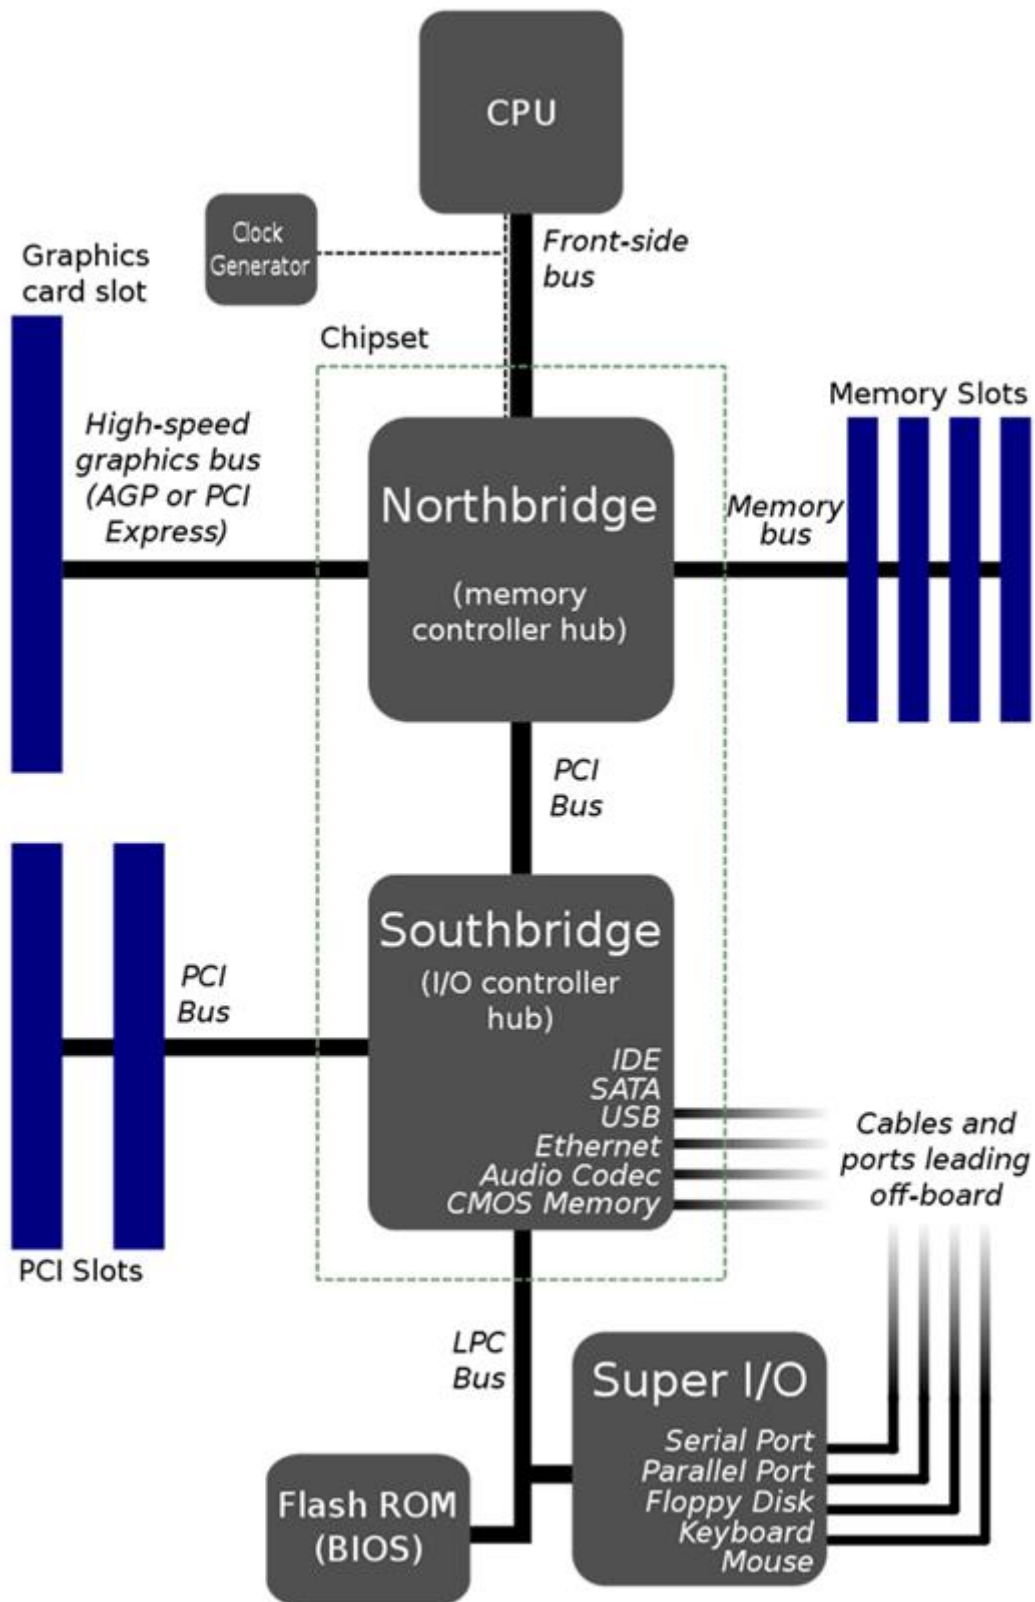 CPU
Clock
Generator
Front-side
bus
Graphics
card slot
Chipset
Memory Slots
High-speed
graphics bus
(AGP or PCI
Express)
Northbridge
(memory
controller hub)
Memory
bus
PCI
Bus
Southbridge
(I/O controller
hub)
PCI
Bus
IDE
SATA
USB
Ethernet
Audio Codec
CMOS Memory
Cables and
ports leading
off-board
PCI Slots
LPC
Bus
Super I/O
Serial Port
Parallel Port
Floppy Disk
Keyboard
Mouse
Flash ROM
(BIOS)